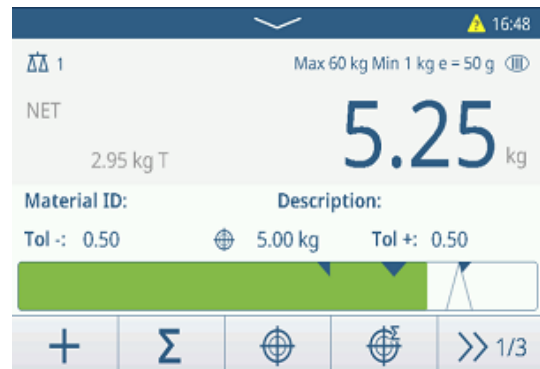 16:48
1 Max 60 kg Min 1 kg e = 50 g III
NET
5.25 kg
2.95 kg T
Material ID: Description:
Tol -: 0.50 5.00 kg Tol +: 0.50
1/3